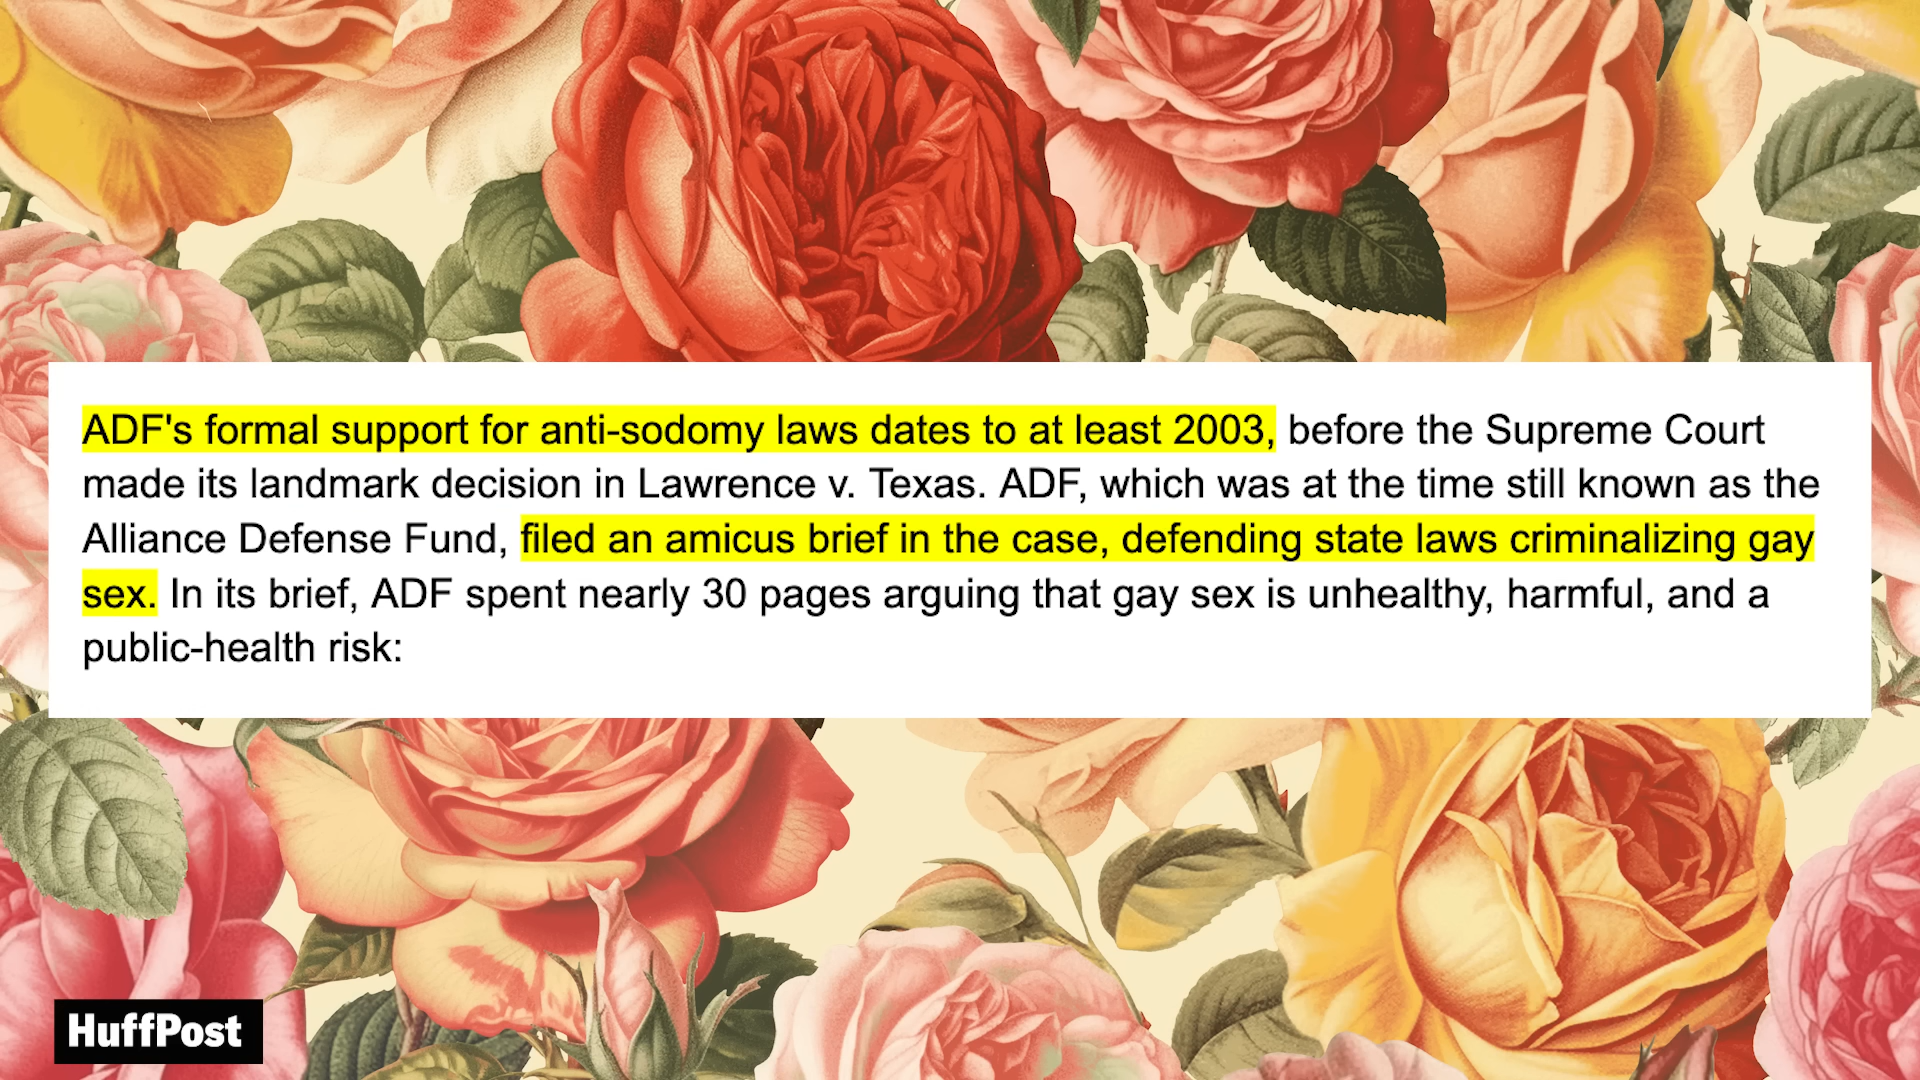 ADF's formal support for anti-sodomy laws dates to at least 2003, before the Supreme Court
made its landmark decision in Lawrence v. Texas. ADF, which was at the time still known as the
Alliance Defense Fund, filed an amicus brief in the case, defending state laws criminalizing gay
sex. In its brief, ADF spent nearly 30 pages arguing that gay sex is unhealthy, harmful, and a
public-health risk:
HuffPost